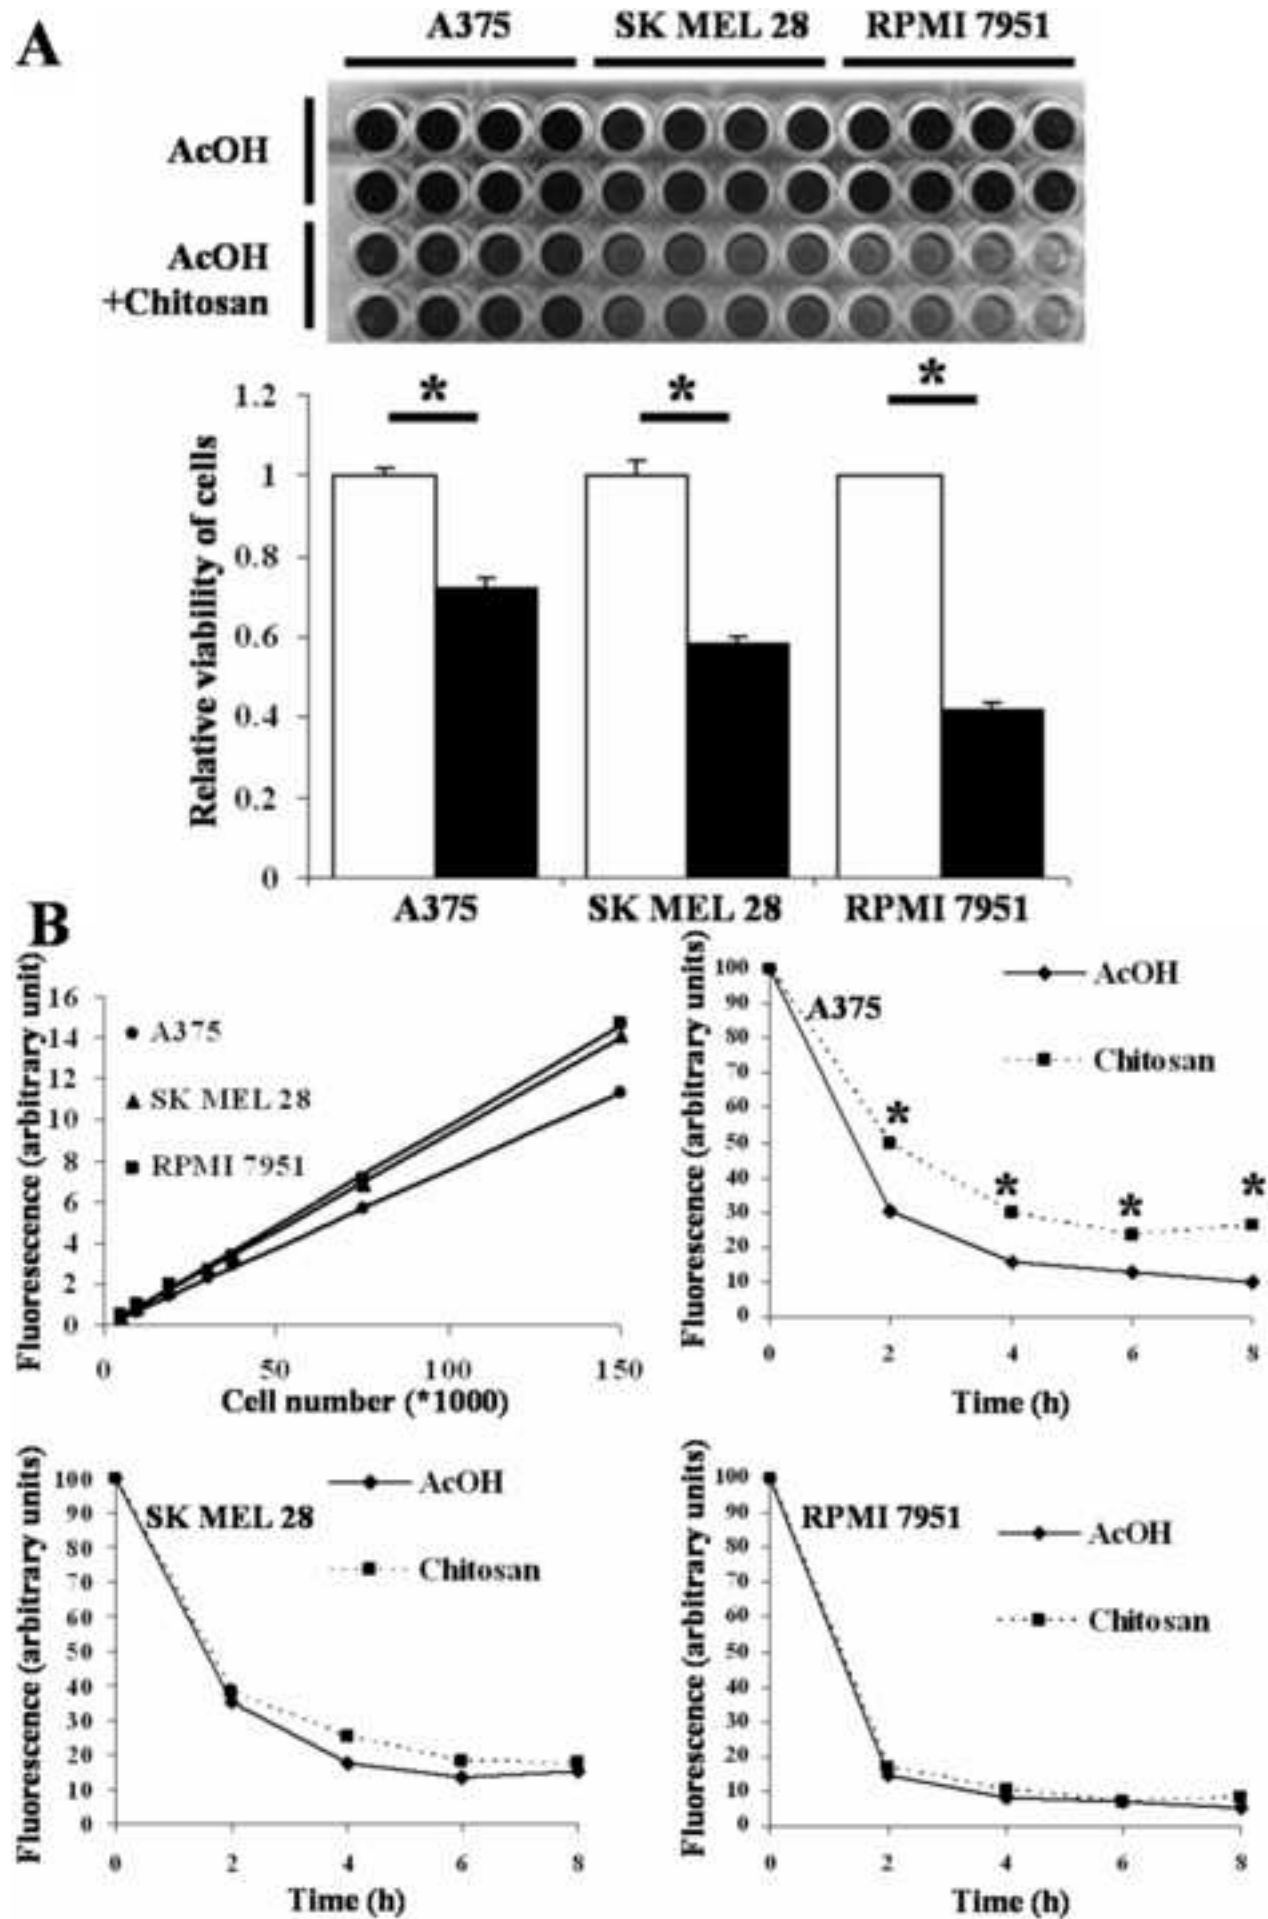 A
A375 SK MEL 28 RPMI 7951
AcOH
AcOH
+Chitosan
* * *
Relative viability of cells
1.2
1
0.8
0.6
0.4
0.2
0
A375 SK MEL 28 RPMI 7951
B
Fluoresecence (arbitrary unit)
16
14
12
10
8
6
4
2
0
A375
SK MEL 28
RPMI 7951
0 50 100 150
Cell number (*1000)
Fluorescence (arbitrary units)
100
90
80
70
60
50
40
30
20
10
0
A375
AcOH
Chitosan
* * * *
0 2 4 6 8
Time (h)
Fluorescence (arbitrary units)
100
90
80
70
60
50
40
30
20
10
0
SK MEL 28
AcOH
Chitosan
0 2 4 6 8
Time (h)
Fluorescence (arbitrary units)
100
90
80
70
60
50
40
30
20
10
0
RPMI 7951
AcOH
Chitosan
0 2 4 6 8
Time (h)